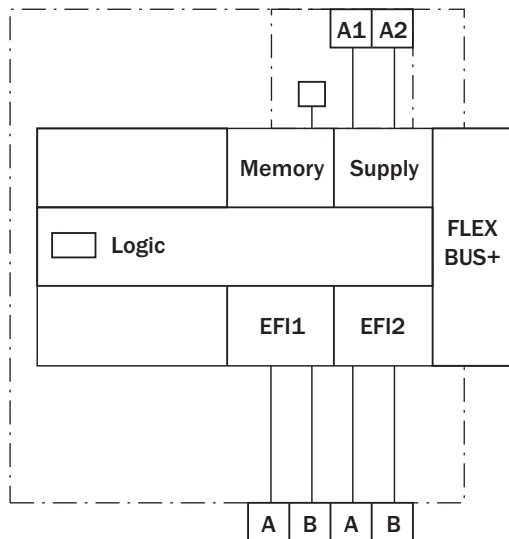 A1 A2
Memory Supply
FLEX
BUS+
Logic
EFI1 EFI2
A B A B